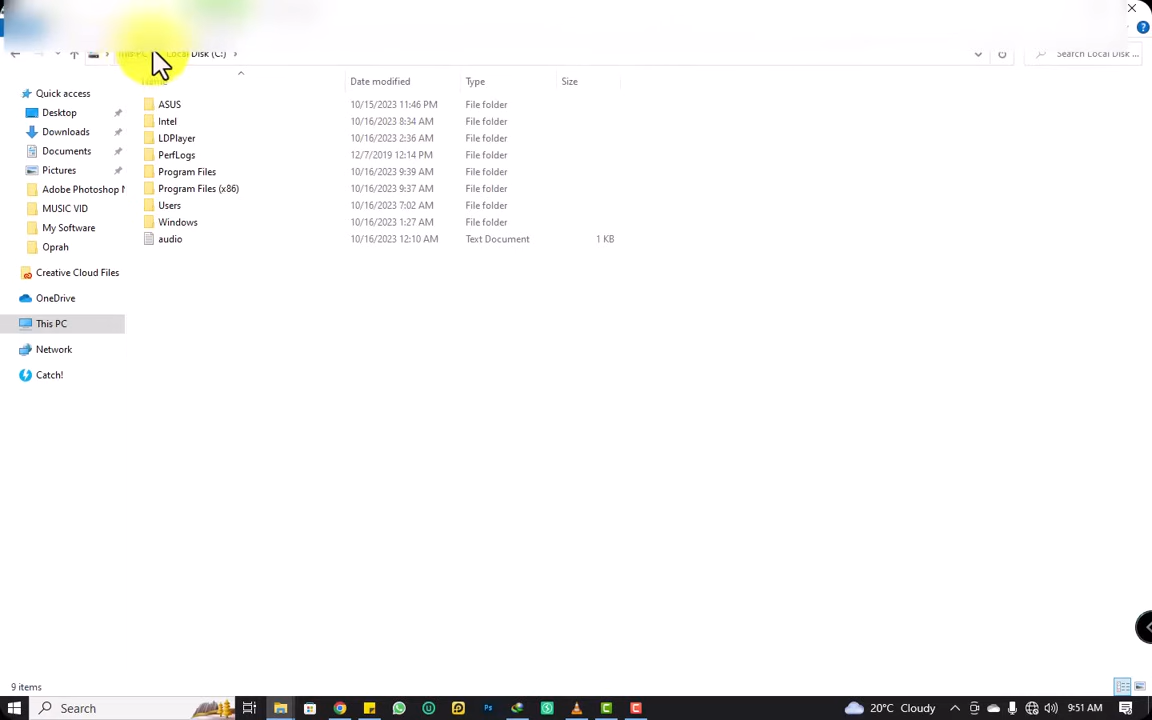 Local Disk (C:)
Search Local Disk ...
Date modified
Type
Size
Quick access
Desktop
Downloads
Documents
Pictures
Adobe Photoshop
MUSIC VID
My Software
Oprah
Creative Cloud Files
OneDrive
This PC
Network
Catch!
ASUS 10/15/2023 11:46 PM File folder
Intel 10/16/2023 8:34 AM File folder
LDPlayer 10/16/2023 2:36 AM File folder
PerfLogs 12/7/2019 12:14 PM File folder
Program Files 10/16/2023 9:39 AM File folder
Program Files (x86) 10/16/2023 9:37 AM File folder
Users 10/16/2023 7:02 AM File folder
Windows 10/16/2023 1:27 AM File folder
audio 10/16/2023 12:10 AM Text Document 1 KB
9 items
Search
20°C Cloudy
9:51 AM